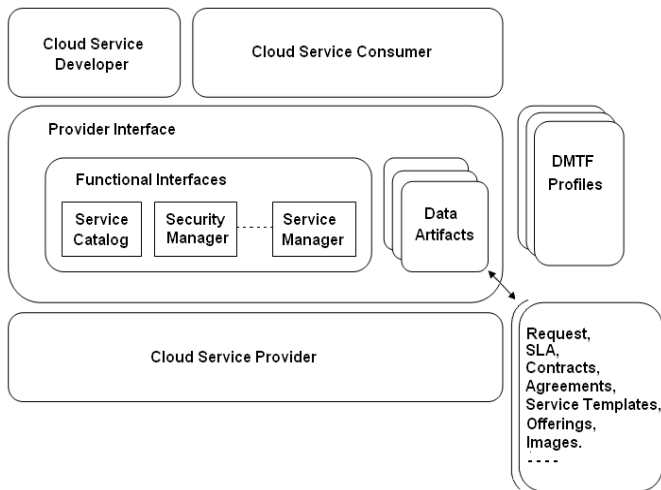 Cloud Service
Developer
Cloud Service Consumer
Provider Interface
Functional Interfaces
Service
Catalog
Security
Manager
Service
Manager
Data
Artifacts
DMTF
Profiles
Cloud Service Provider
Request,
SLA,
Contracts,
Agreements,
Service Templates,
Offerings,
Images.
----